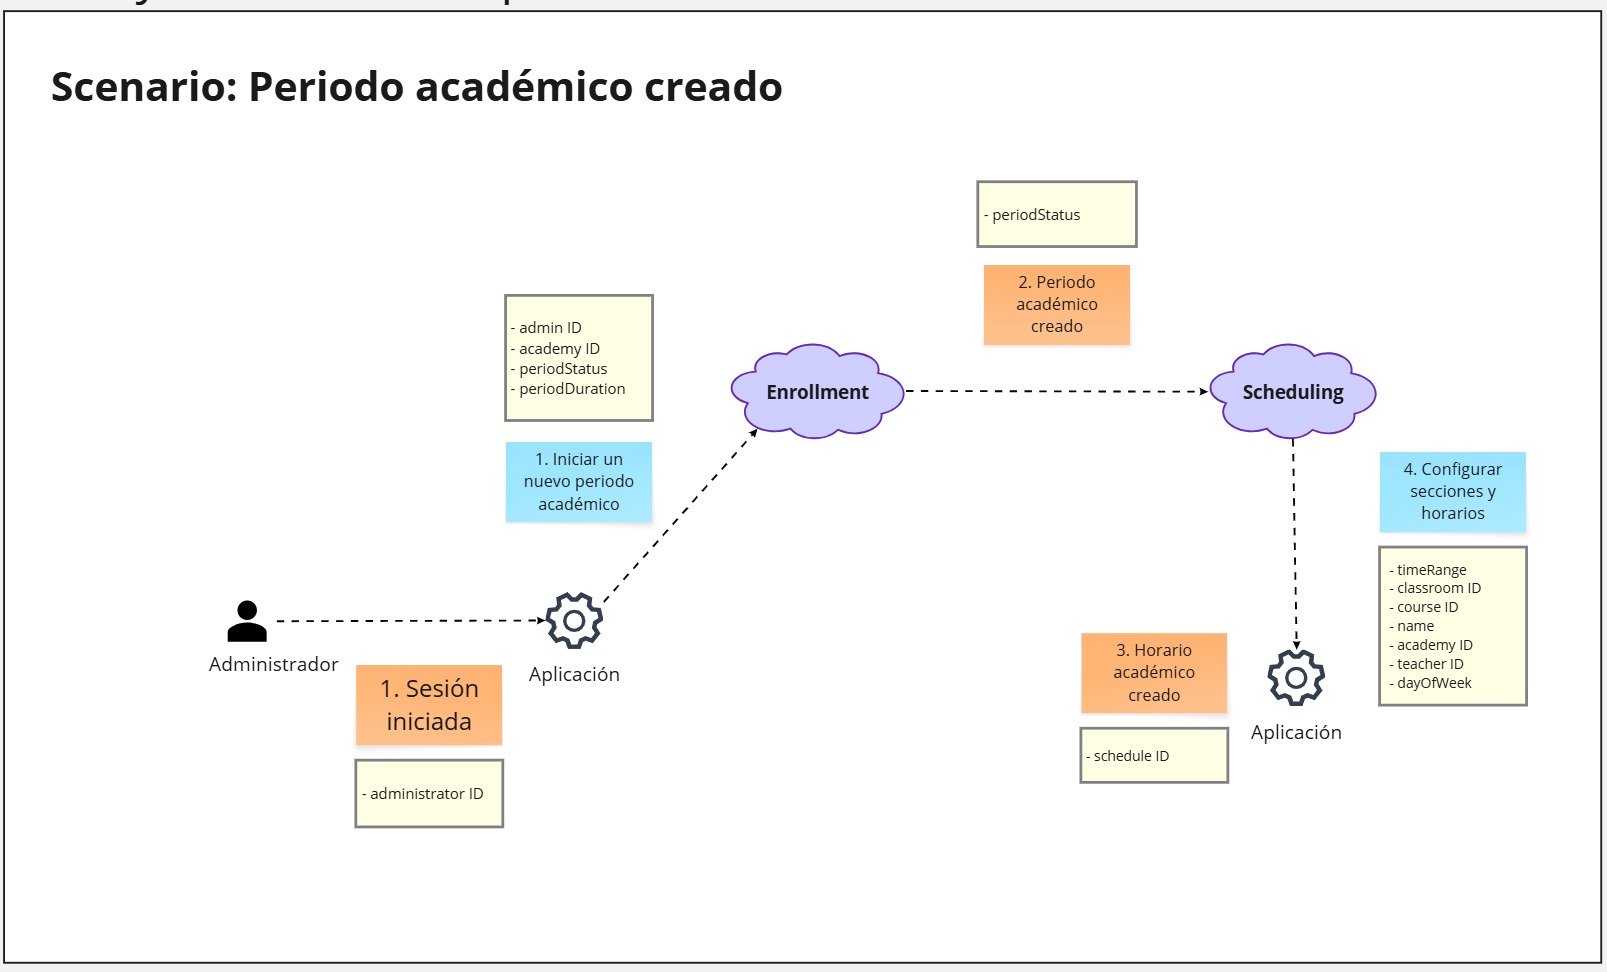 Scenario: Periodo académico creado
- periodStatus
2. Periodo
académico
creado
- admin ID
- academy ID
- periodStatus
- periodDuration
Enrollment
Scheduling
1. Iniciar un
nuevo periodo
académico
4. Configurar
secciones y
horarios
- timeRange
- classroom ID
- course ID
- name
- academy ID
- teacher ID
- dayOfWeek
Administrador
Aplicación
1. Sesión
iniciada
- administrator ID
3. Horario
académico
creado
Aplicación
- schedule ID